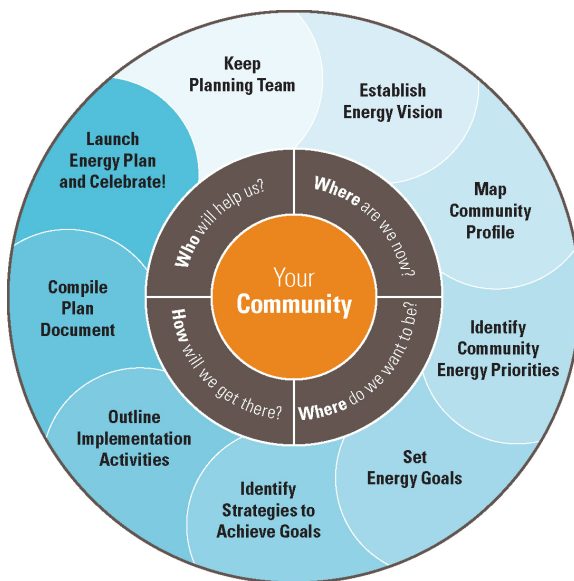 Keep
Planning Team
Establish
Energy Vision
Map
Community
Profile
Identify
Community
Energy Priorities
Set
Energy Goals
Identify
Strategies to
Achieve Goals
Outline
Implementation
Activities
Compile
Plan
Document
Launch
Energy Plan
and Celebrate!
Who will help us?
Where are we now?
Where do we want to be?
How will we get there?
Your
Community